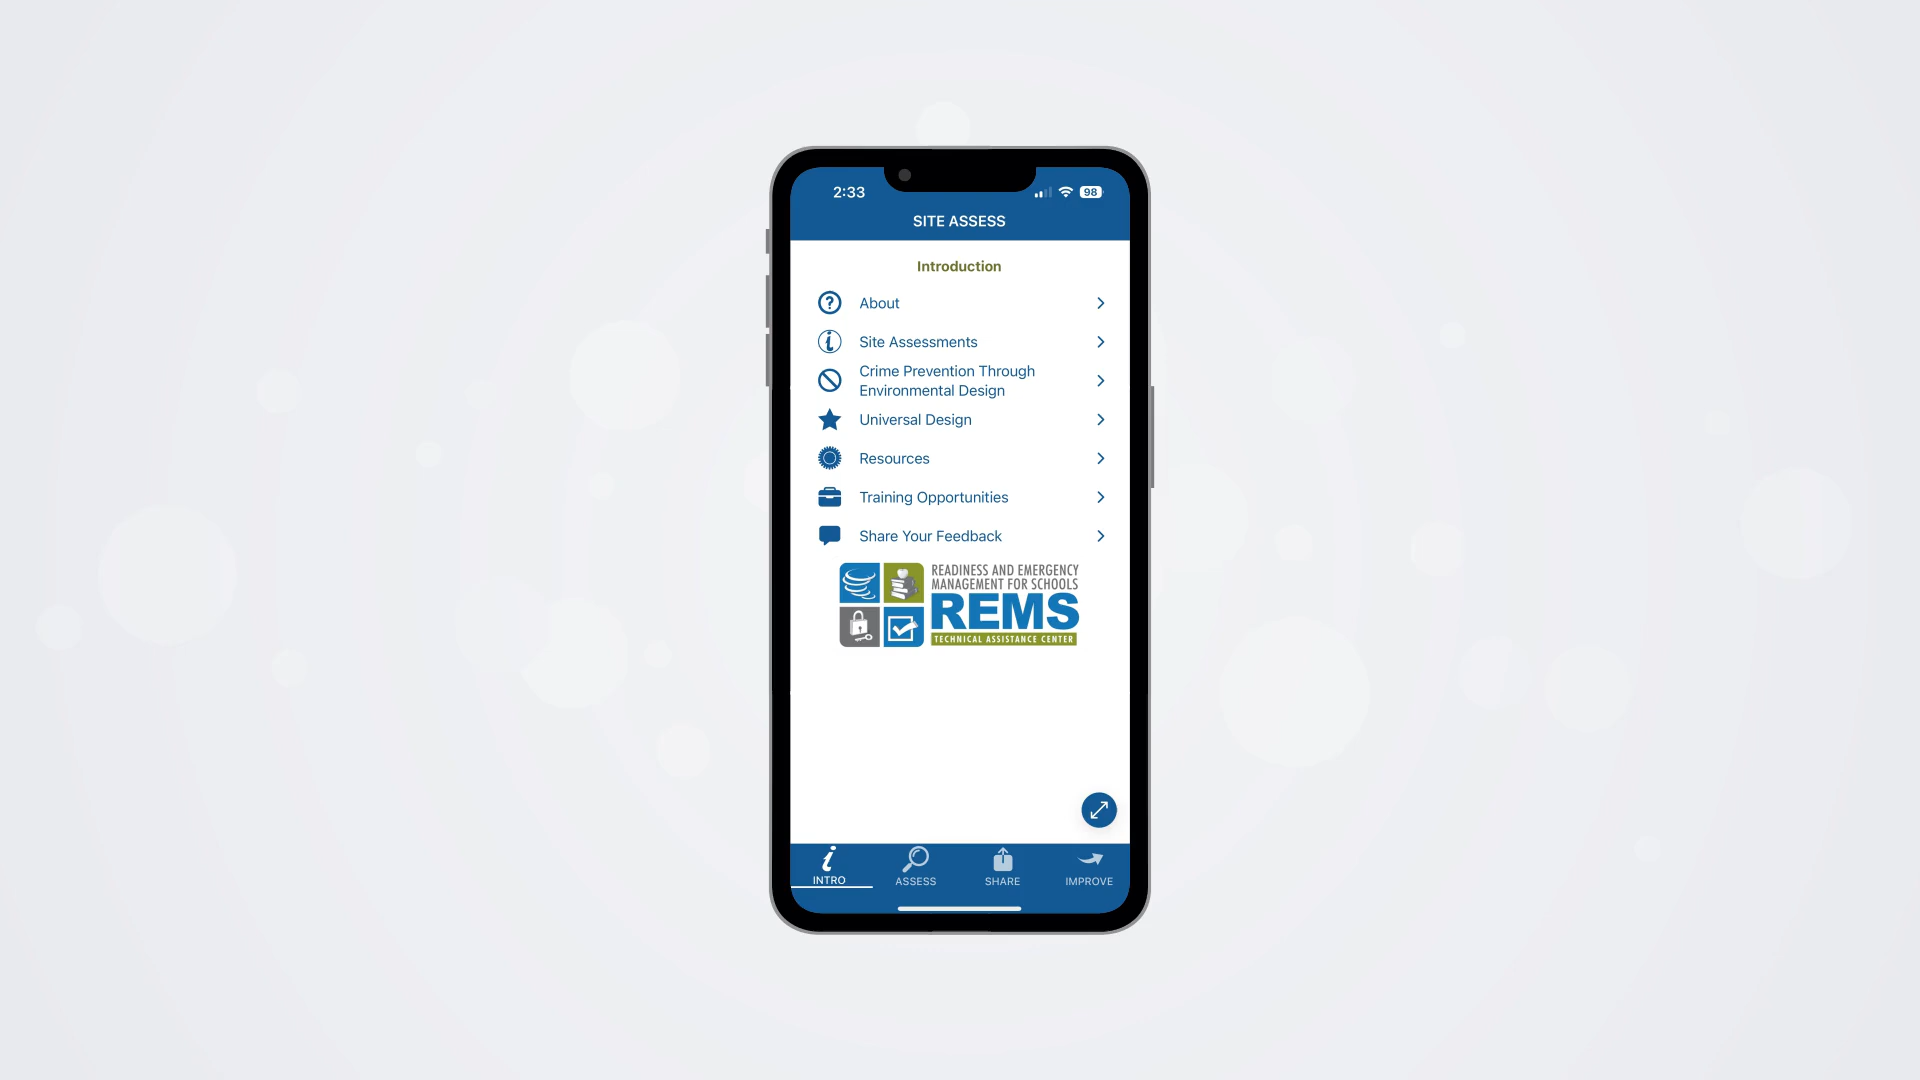 2:33
98
SITE ASSESS
Introduction
About
Site Assessments
Crime Prevention Through
Environmental Design
Universal Design
Resources
Training Opportunities
Share Your Feedback
READINESS AND EMERGENCY
MANAGEMENT FOR SCHOOLS
REMS
TECHNICAL ASSISTANCE CENTER
INTRO
ASSESS
SHARE
IMPROVE